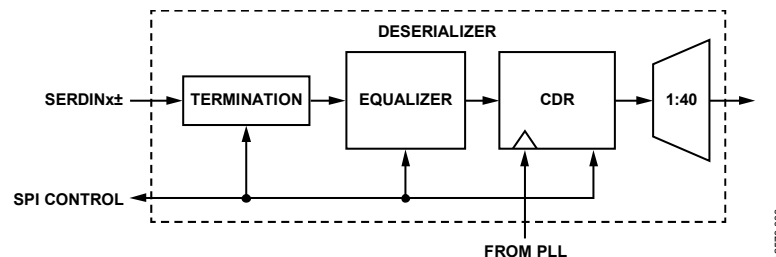 DESERIALIZER
SERDINx±
TERMINATION
EQUALIZER
CDR
1:40
SPI CONTROL
FROM PLL